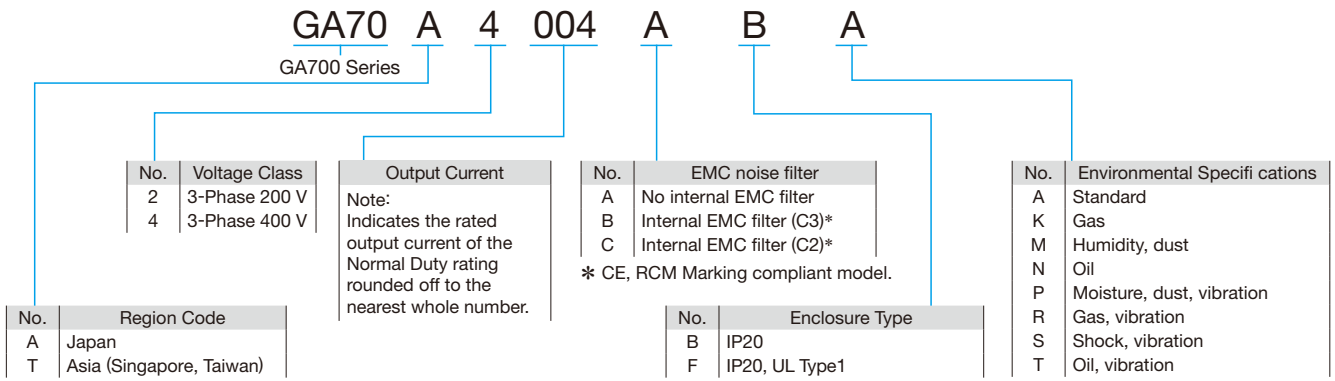 GA70 A 4 004 A B A
GA700 Series
No. Voltage Class
2 3-Phase 200 V
4 3-Phase 400 V
Output Current
Note:
Indicates the rated
output current of the
Normal Duty rating
rounded off to the
nearest whole number.
No. EMC noise filter
A No internal EMC filter
B Internal EMC filter (C3)*
C Internal EMC filter (C2)*
* CE, RCM Marking compliant model.
No. Environmental Specifi cations
A Standard
K Gas
M Humidity, dust
N Oil
P Moisture, dust, vibration
R Gas, vibration
S Shock, vibration
T Oil, vibration
No. Region Code
A Japan
T Asia (Singapore, Taiwan)
No. Enclosure Type
B IP20
F IP20, UL Type1